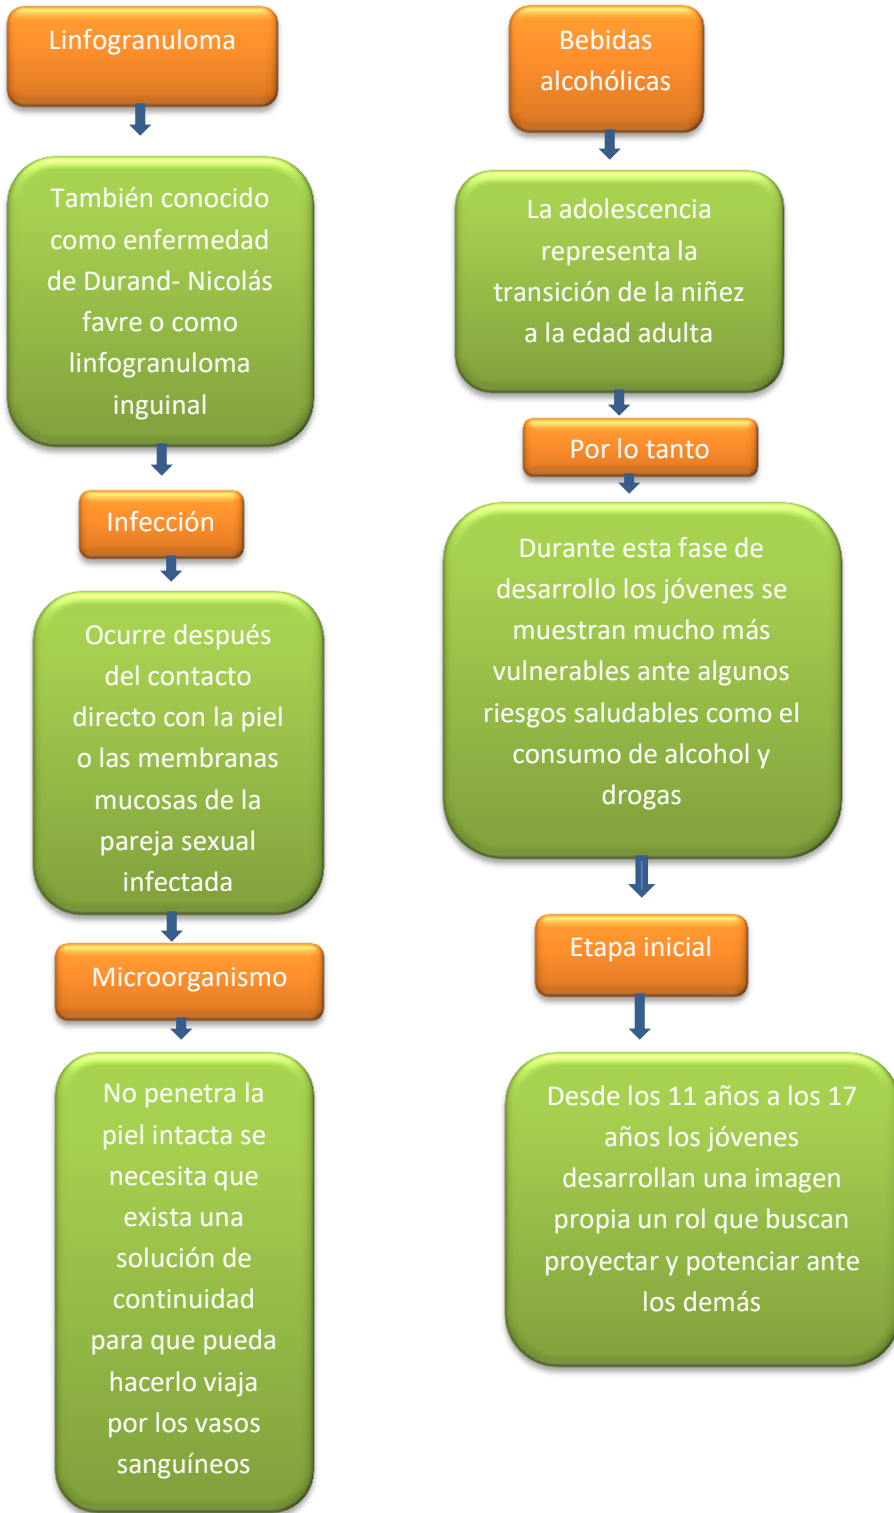 Linfogranuloma
También conocido
como enfermedad
de Durand- Nicolás
favre o como
linfogranuloma
inguinal
Infección
Ocurre después
del contacto
directo con la piel
o las membranas
mucosas de la
pareja sexual
infectada
Microorganismo
No penetra la
piel intacta se
necesita que
exista una
solución de
continuidad
para que pueda
hacerlo viaja
por los vasos
sanguíneos
Bebidas
alcohólicas
La adolescencia
representa la
transición de la niñez
a la edad adulta
Por lo tanto
Durante esta fase de
desarrollo los jóvenes se
muestran mucho más
vulnerables ante algunos
riesgos saludables como el
consumo de alcohol y
drogas
Etapa inicial
Desde los 11 años a los 17
años los jóvenes
desarrollan una imagen
propia un rol que buscan
proyectar y potenciar ante
los demás